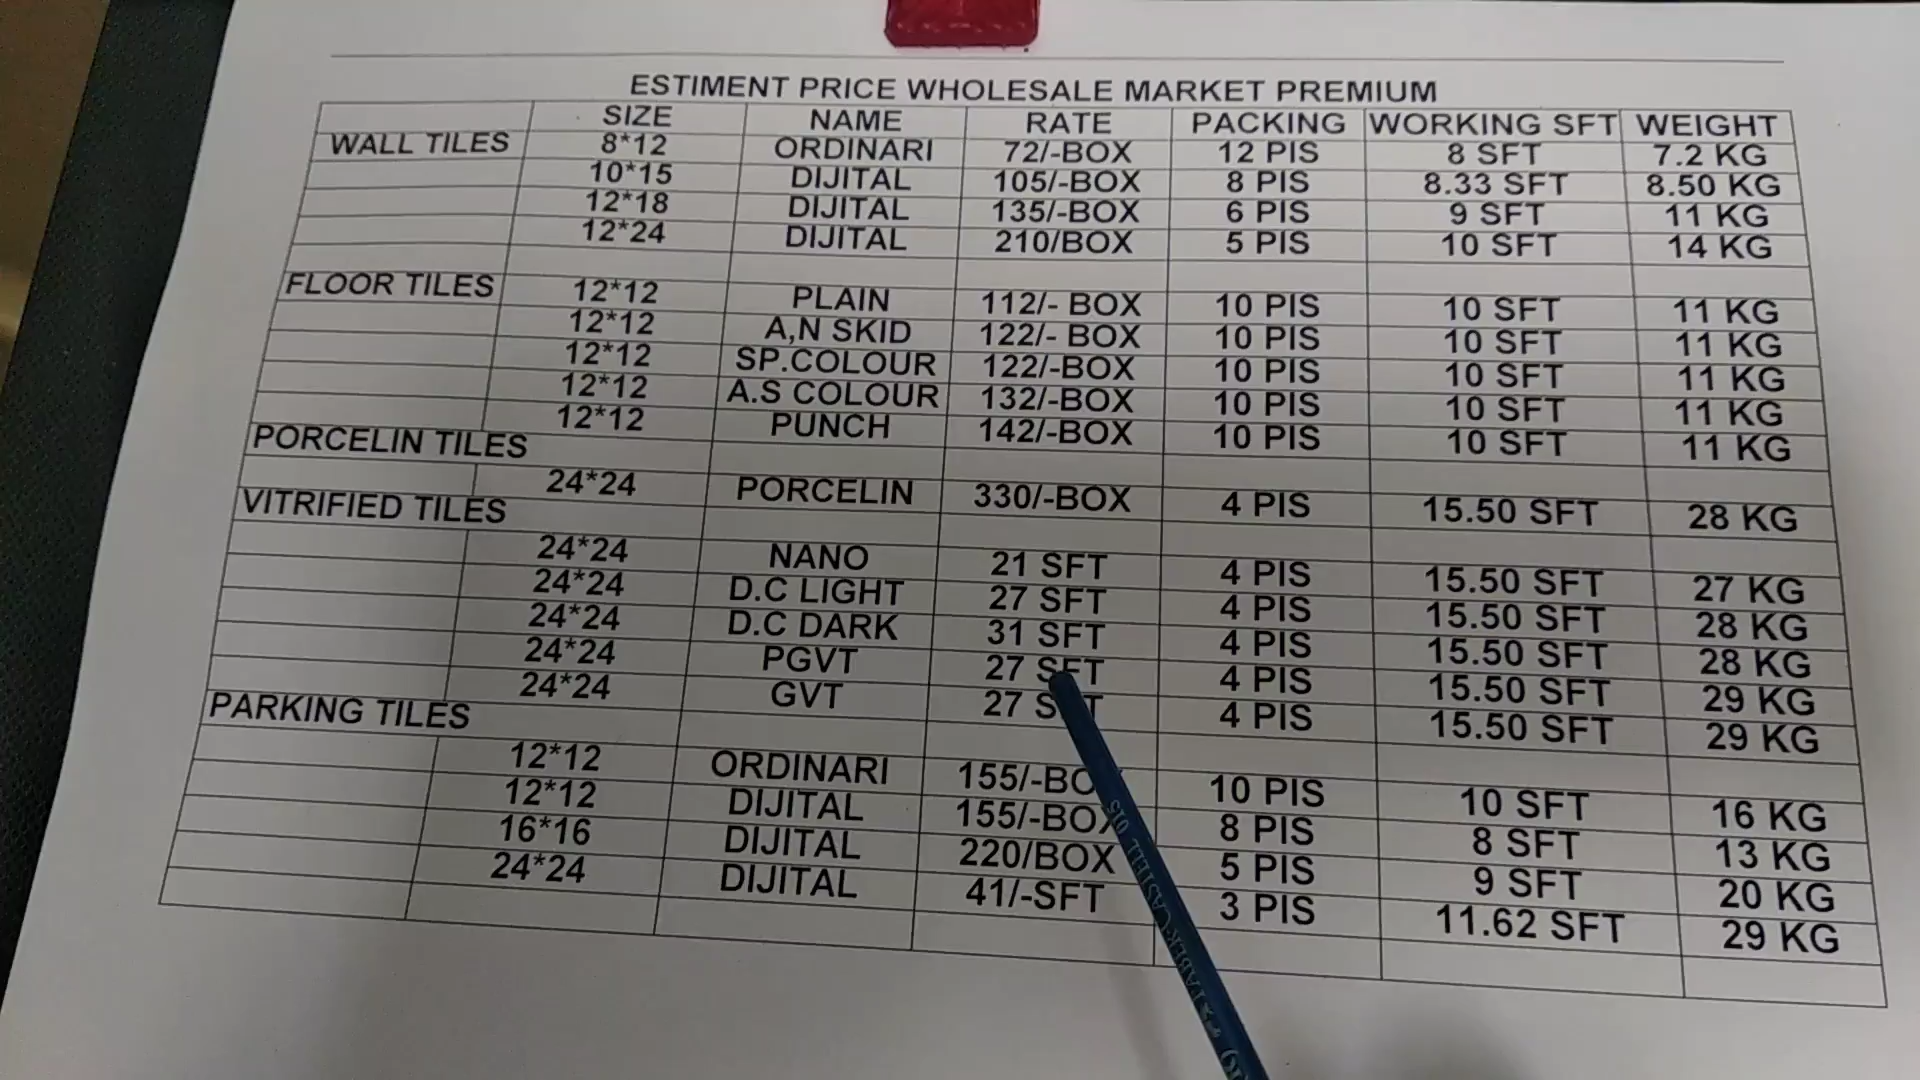 ESTIMENT PRICE WHOLESALE MARKET PREMIUM
SIZE NAME RATE PACKING WORKING SFT WEIGHT
WALL TILES 8*12 ORDINARI 72/-BOX 12 PIS 8 SFT 7.2 KG
10*15 DIJITAL 105/-BOX 8 PIS 8.33 SFT 8.50 KG
12*18 DIJITAL 135/-BOX 6 PIS 9 SFT 11 KG
12*24 DIJITAL 210/BOX 5 PIS 10 SFT 14 KG
FLOOR TILES 12*12 PLAIN 112/- BOX 10 PIS 10 SFT 11 KG
12*12 A,N SKID 122/- BOX 10 PIS 10 SFT 11 KG
12*12 SP.COLOUR 122/-BOX 10 PIS 10 SFT 11 KG
12*12 A.S COLOUR 132/-BOX 10 PIS 10 SFT 11 KG
12*12 PUNCH 142/-BOX 10 PIS 10 SFT 11 KG
PORCELIN TILES
24*24 PORCELIN 330/-BOX 4 PIS 15.50 SFT 28 KG
VITRIFIED TILES
24*24 NANO 21 SFT 4 PIS 15.50 SFT 27 KG
24*24 D.C LIGHT 27 SFT 4 PIS 15.50 SFT 28 KG
24*24 D.C DARK 31 SFT 4 PIS 15.50 SFT 28 KG
24*24 PGVT 27 SFT 4 PIS 15.50 SFT 29 KG
24*24 GVT 27 SFT 4 PIS 15.50 SFT 29 KG
PARKING TILES
12*12 ORDINARI 155/-BOX 10 PIS 10 SFT 16 KG
12*12 DIJITAL 155/-BOX 8 PIS 8 SFT 13 KG
16*16 DIJITAL 220/BOX 5 PIS 9 SFT 20 KG
24*24 DIJITAL 41/-SFT 3 PIS 11.62 SFT 29 KG
FABER-CASTELL 015